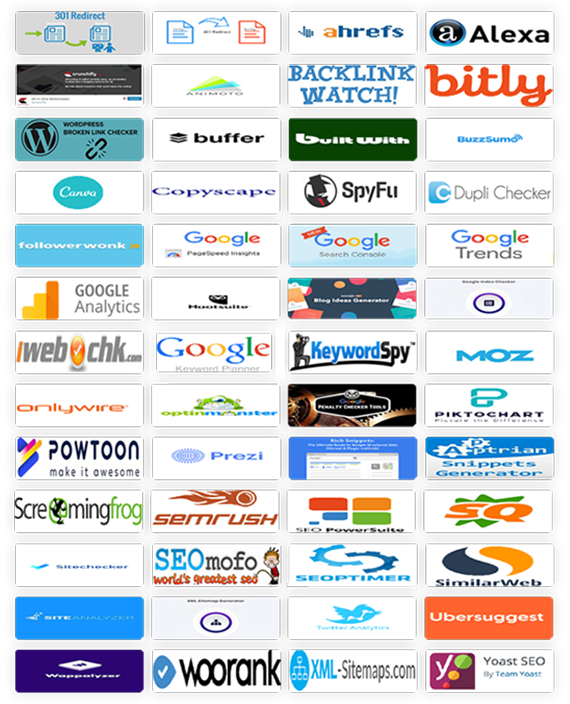 301 Redirect
301 Redirect
ahrefs
Alexa
crunchify
ANIMOTO
BACKLINK
WATCH!
bitly
WORDPRESS
BROKEN LINK CHECKER
buffer
Built With
BuzzSumo
Canva
Copyscape
SpyFu
Dupli Checker
followerwonk
Google
PageSpeed Insights
NEW
Google
Search Console
Google
Trends
GOOGLE
Analytics
Hootsuite
Blog Ideas Generator
Google Index Checker
iwebchk.com
Google
Keyword Planner
KeywordSpy
MOZ
onlywire
optinmonster
Google
PENALTY CHECKER TOOLS
PIKTOCHART
Picture the Difference
POWTOON
make it awesome
Prezi
Rich Snippets:
Aptrian
Snippets
Generator
Screamingfrog
SEMRUSH
SEO PowerSuite
SQ
Sitechecker
SEOmofo
world's greatest seo
SEOPTIMER
SimilarWeb
SITEANALYZER
XML Sitemap Generator
Twitter Analytics
Ubersuggest
Wappalyzer
woorank
XML-Sitemaps.com
Yoast SEO
By Team Yoast